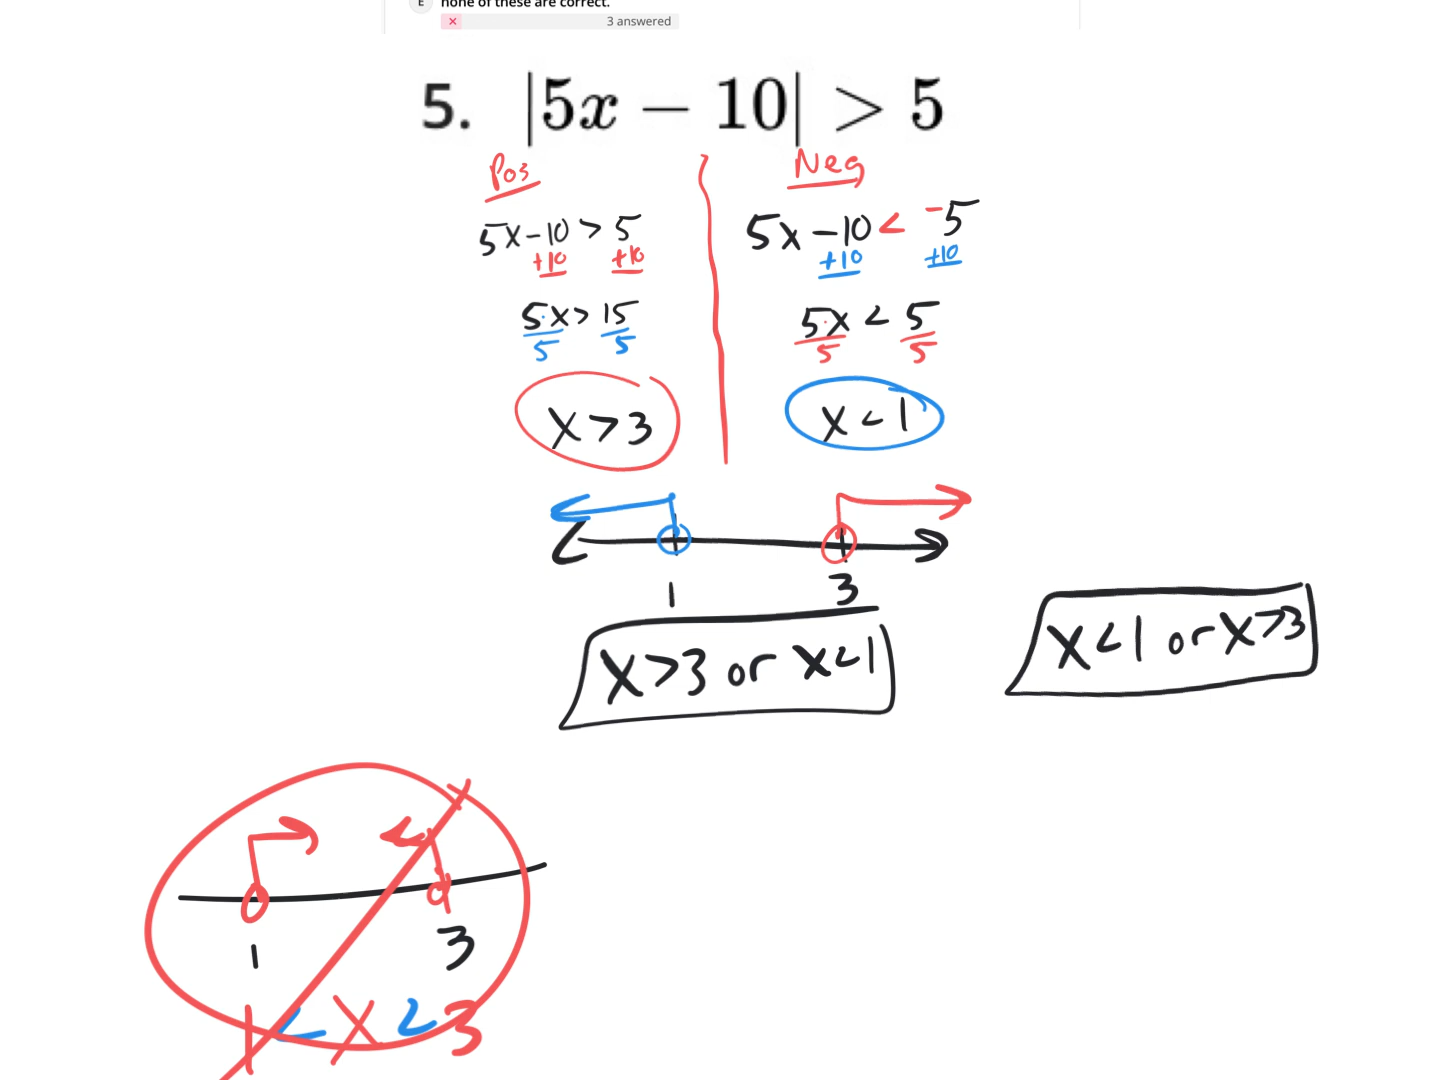 E none of these are correct.
✕ 3 answered
5. |5x − 10| > 5
Pos
5x-10 > 5
+10 +10
5x > 15
5 5
x > 3
Neg
5x -10 < -5
+10 +10
5x < 5
5 5
x < 1
1 3
x>3 or x<1
x<1 or x>3
1 3
1 < x < 3